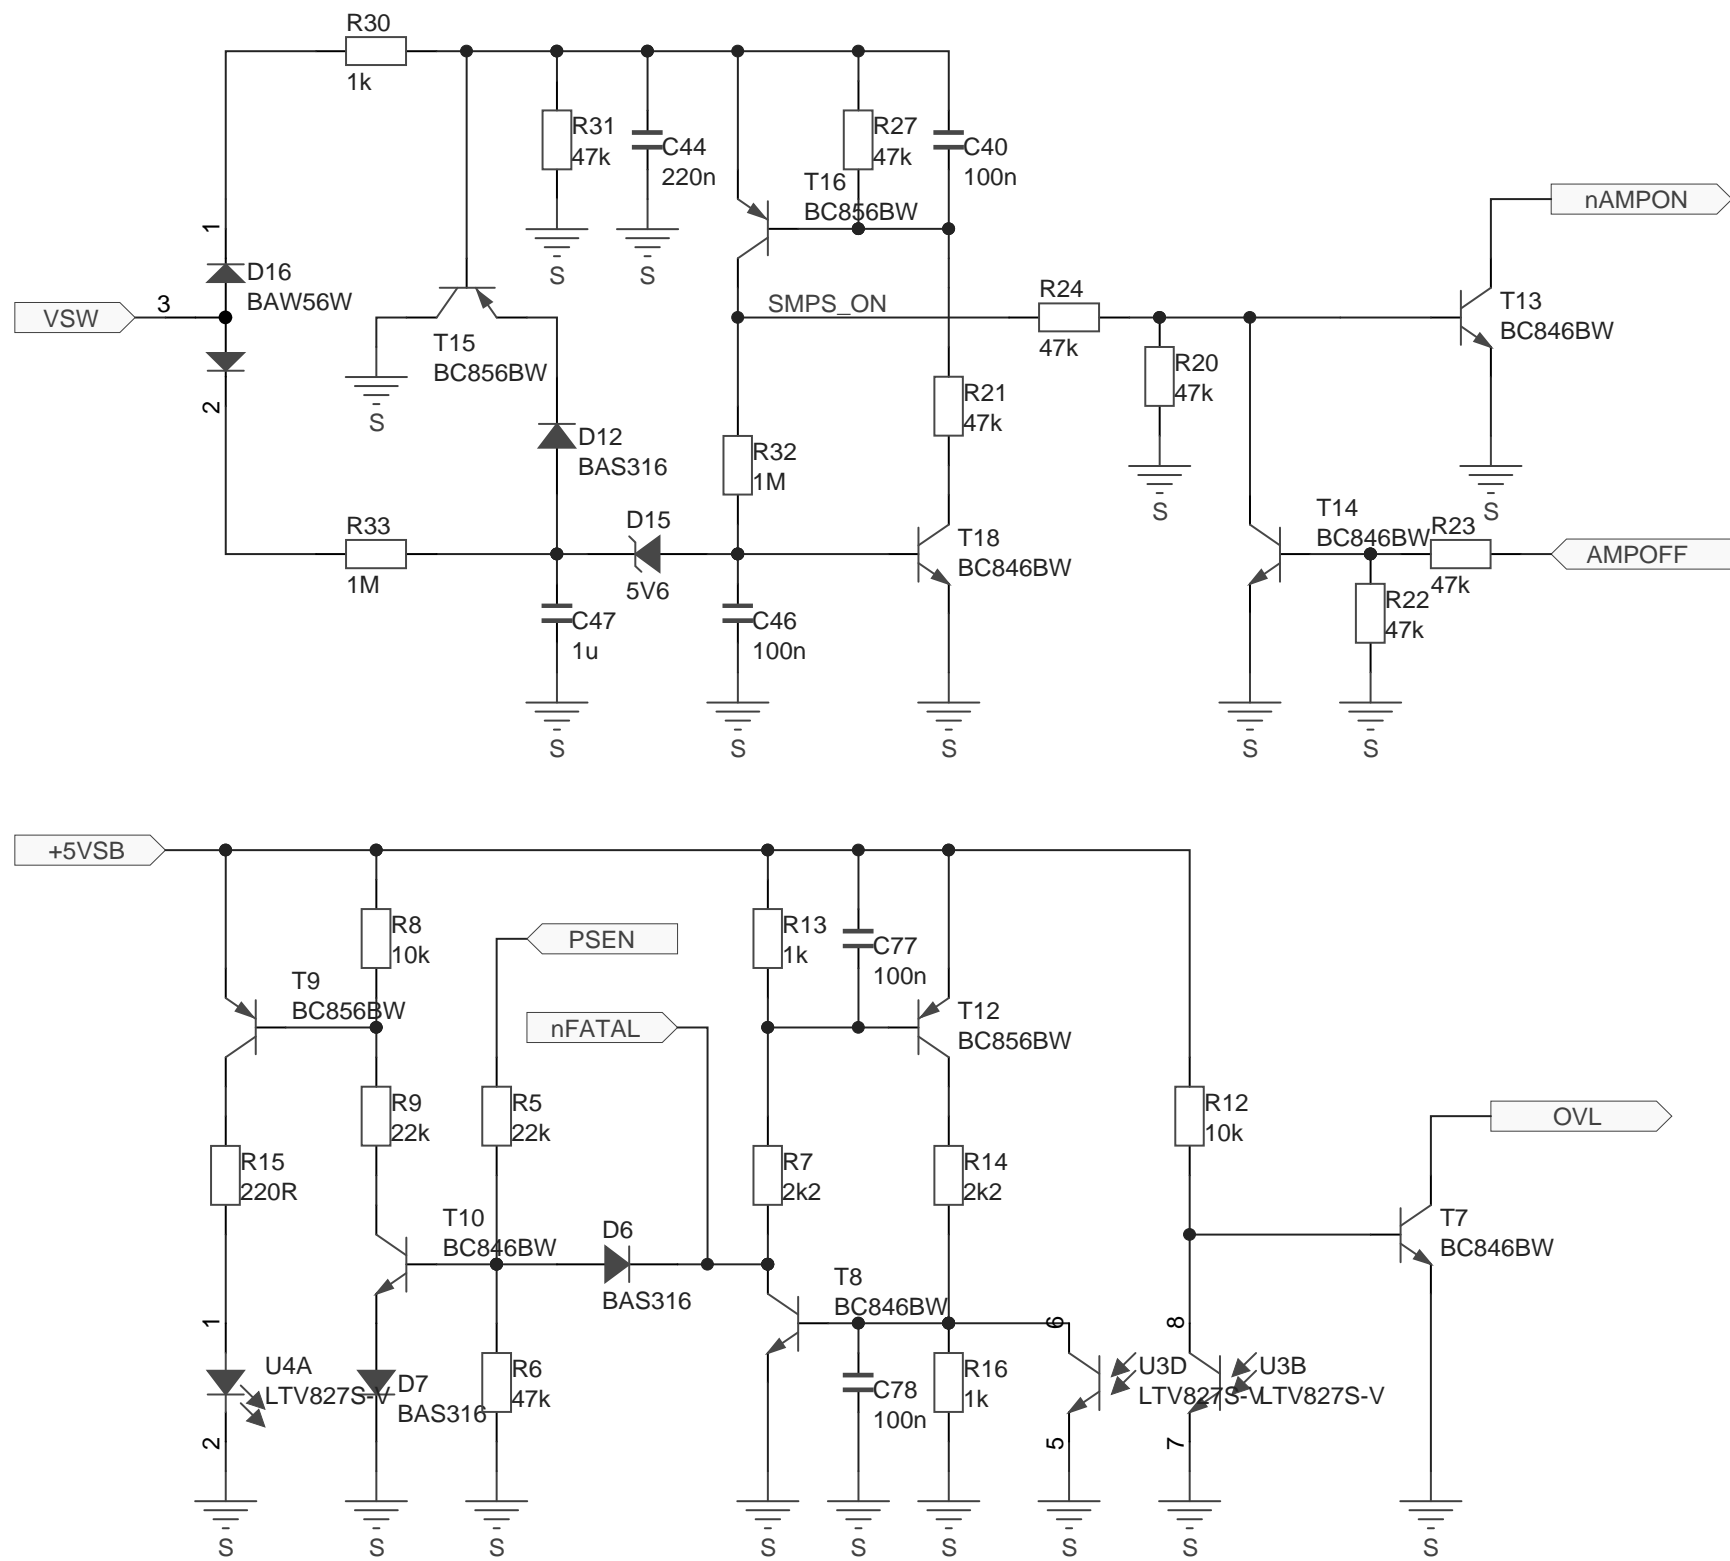 R30
1k
R31
47k
C44
220n
R27
47k
C40
100n
T16
BC856BW
nAMPON
S
S
1
D16
BAW56W
VSW
3
2
T15
BC856BW
S
SMPS_ON
R24
47k
T13
BC846BW
R20
47k
S
S
R21
47k
D12
BAS316
R32
1M
R33
1M
D15
5V6
T18
BC846BW
T14
BC846BW
R23
47k
AMPOFF
R22
47k
C47
1u
C46
100n
S
S
S
S
S
+5VSB
R8
10k
PSEN
R13
1k
C77
100n
T9
BC856BW
nFATAL
T12
BC856BW
R9
22k
R5
22k
R12
10k
OVL
R15
220R
R7
2k2
R14
2k2
T10
BC846BW
D6
BAS316
T7
BC846BW
T8
BC846BW
1
6
8
U4A
LTV827S-V
D7
BAS316
R6
47k
C78
100n
R16
1k
U3D
LTV827S-V
U3B
LTV827S-V
2
5
7
S
S
S
S
S
S
S
S
S